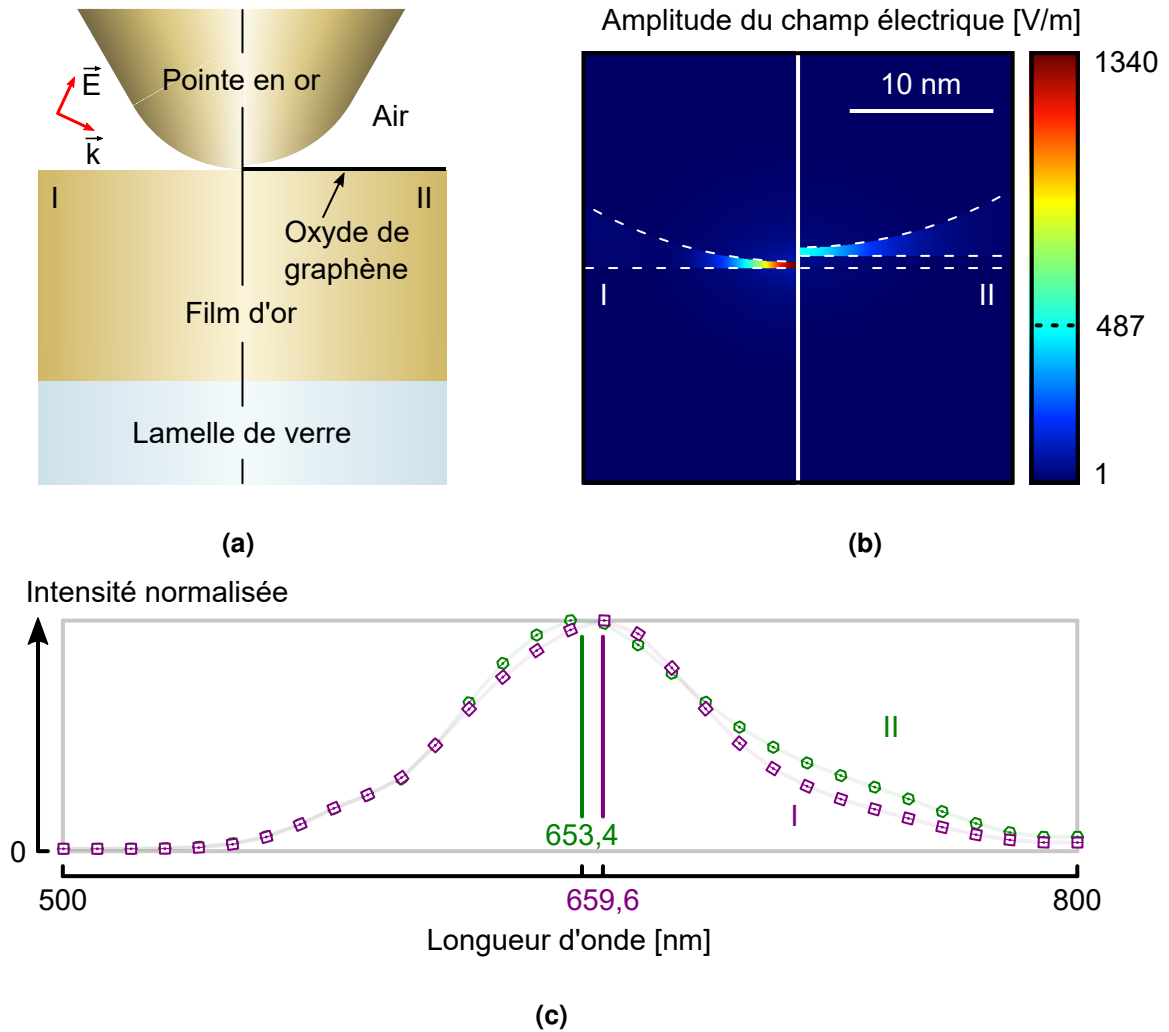 Pointe en or
E
k
Air
I
II
Oxyde de
graphène
Film d'or
Lamelle de verre
(a)
Amplitude du champ électrique [V/m]
10 nm
I
II
1340
487
1
(b)
Intensité normalisée
II
I
653,4
0
500
659,6
800
Longueur d'onde [nm]
(c)